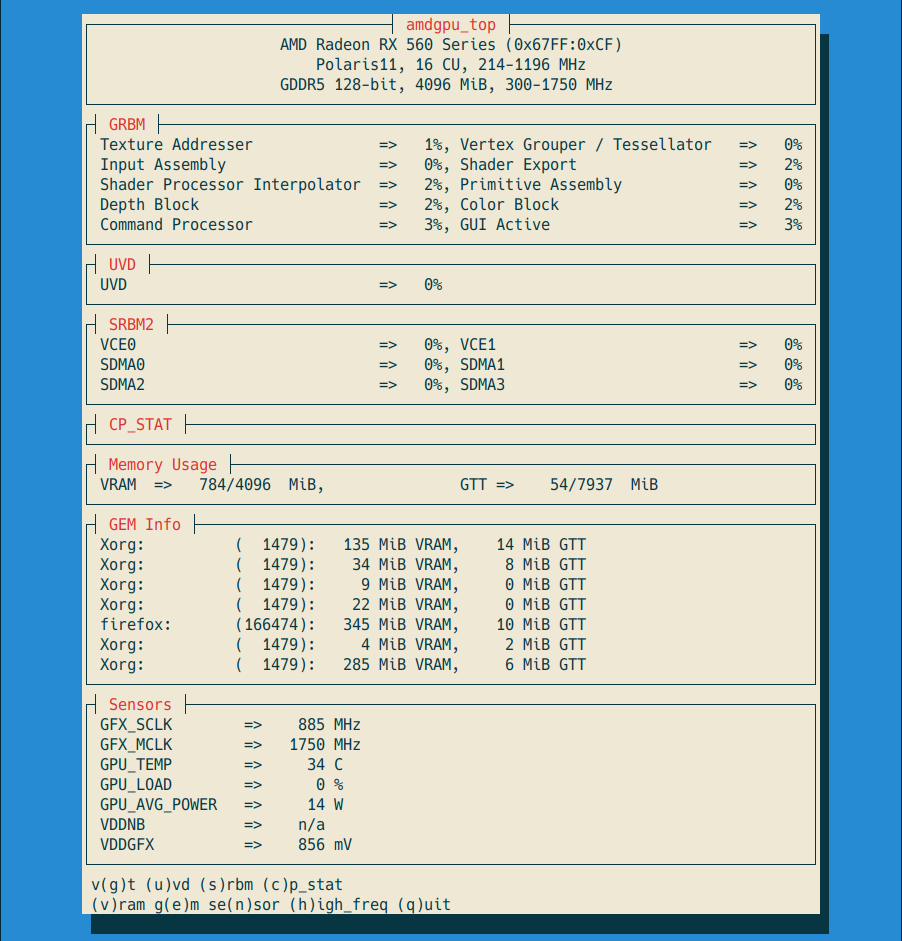 amdgpu_top
AMD Radeon RX 560 Series (0x67FF:0xCF)
Polaris11, 16 CU, 214-1196 MHz
GDDR5 128-bit, 4096 MiB, 300-1750 MHz
GRBM
Texture Addresser => 1%, Vertex Grouper / Tessellator => 0%
Input Assembly => 0%, Shader Export => 2%
Shader Processor Interpolator => 2%, Primitive Assembly => 0%
Depth Block => 2%, Color Block => 2%
Command Processor => 3%, GUI Active => 3%
UVD
UVD => 0%
SRBM2
VCE0 => 0%, VCE1 => 0%
SDMA0 => 0%, SDMA1 => 0%
SDMA2 => 0%, SDMA3 => 0%
CP_STAT
Memory Usage
VRAM => 784/4096 MiB, GTT => 54/7937 MiB
GEM Info
Xorg: ( 1479): 135 MiB VRAM, 14 MiB GTT
Xorg: ( 1479): 34 MiB VRAM, 8 MiB GTT
Xorg: ( 1479): 9 MiB VRAM, 0 MiB GTT
Xorg: ( 1479): 22 MiB VRAM, 0 MiB GTT
firefox: (166474): 345 MiB VRAM, 10 MiB GTT
Xorg: ( 1479): 4 MiB VRAM, 2 MiB GTT
Xorg: ( 1479): 285 MiB VRAM, 6 MiB GTT
Sensors
GFX_SCLK => 885 MHz
GFX_MCLK => 1750 MHz
GPU_TEMP => 34 C
GPU_LOAD => 0 %
GPU_AVG_POWER => 14 W
VDDNB => n/a
VDDGFX => 856 mV
v(g)t (u)vd (s)rbm (c)p_stat
(v)ram g(e)m se(n)sor (h)igh_freq (q)uit